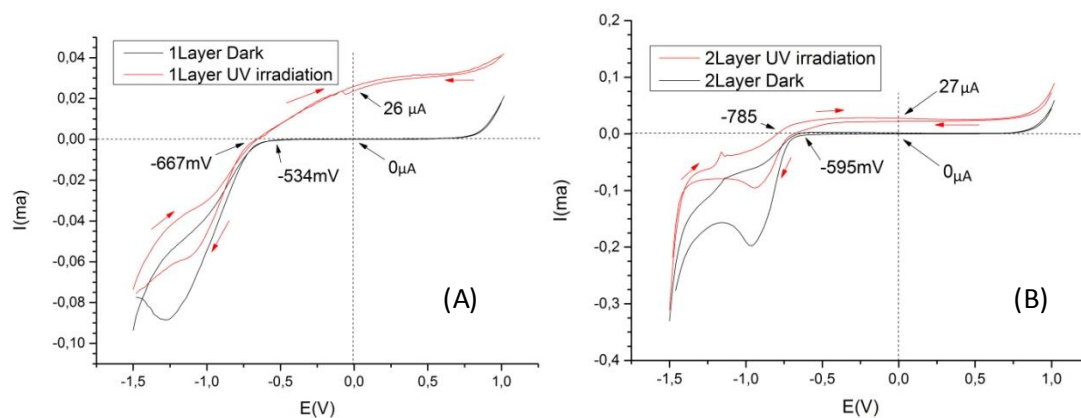 1Layer Dark
1Layer UV irradiation
26 µA
-667mV
-534mV
0µA
(A)
I(ma)
0,04
0,02
0,00
-0,02
-0,04
-0,06
-0,08
-0,10
-1,5
-1,0
-0,5
0,0
0,5
1,0
E(V)
2Layer UV irradiation
2Layer Dark
27 µA
-785
-595mV
0µA
(B)
I(ma)
0,2
0,1
0,0
-0,1
-0,2
-0,3
-0,4
-1,5
-1,0
-0,5
0,0
0,5
1,0
E(V)